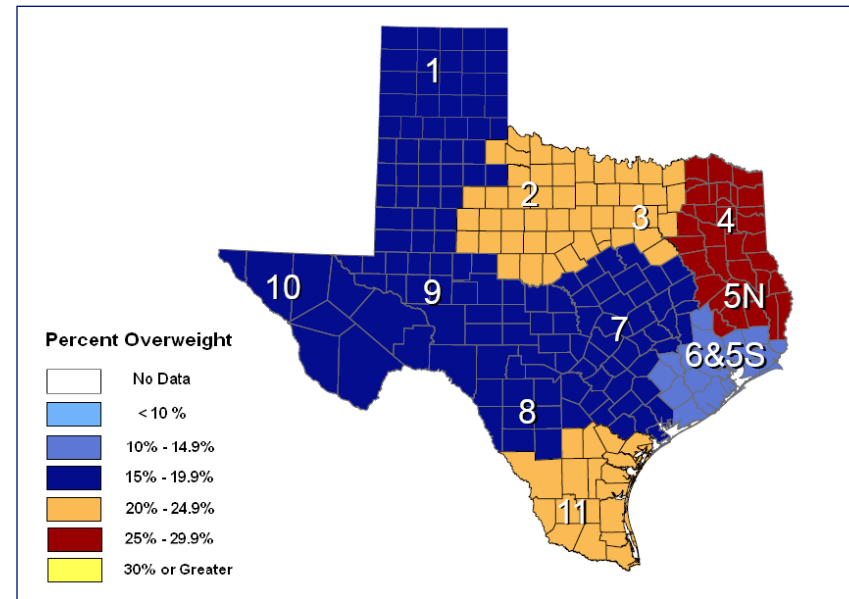 1
2
3
4
10
9
5N
7
6&5S
8
11
Percent Overweight
No Data
< 10 %
10% - 14.9%
15% - 19.9%
20% - 24.9%
25% - 29.9%
30% or Greater